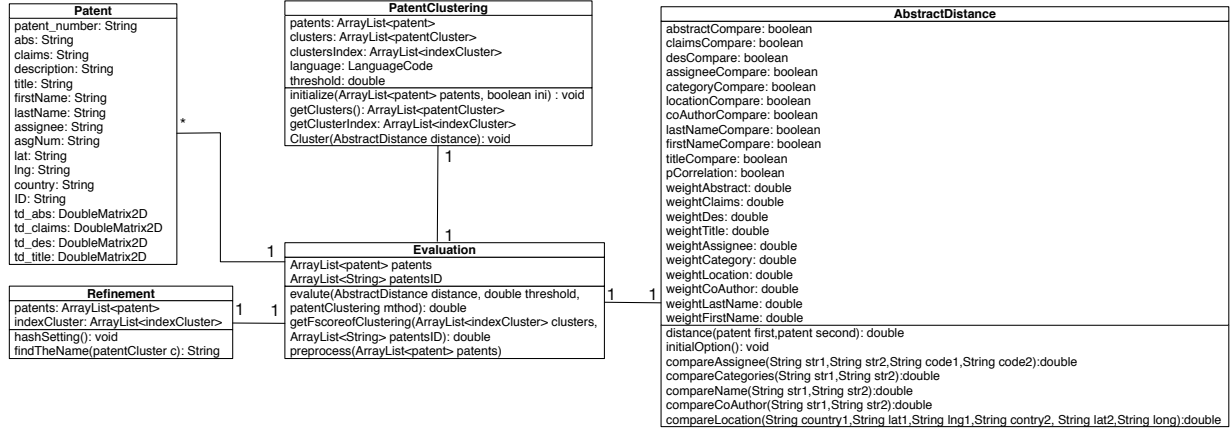 Patent
patent_number: String
abs: String
claims: String
description: String
title: String
firstName: String
lastName: String
assignee: String
asgNum: String
lat: String
lng: String
country: String
ID: String
td_abs: DoubleMatrix2D
td_claims: DoubleMatrix2D
td_des: DoubleMatrix2D
td_title: DoubleMatrix2D
*
1
PatentClustering
patents: ArrayList<patent>
clusters: ArrayList<patentCluster>
clustersIndex: ArrayList<indexCluster>
language: LanguageCode
threshold: double
initialize(ArrayList<patent> patents, boolean ini) : void
getClusters(): ArrayList<patentCluster>
getClusterIndex: ArrayList<indexCluster>
Cluster(AbstractDistance distance): void
1
1
Refinement
patents: ArrayList<patent>
indexCluster: ArrayList<indexCluster>
hashSetting(): void
findTheName(patentCluster c): String
1
1
Evaluation
ArrayList<patent> patents
ArrayList<String> patentsID
evalute(AbstractDistance distance, double threshold,
patentClustering mthod): double
getFscoreofClustering(ArrayList<indexCluster> clusters,
ArrayList<String> patentsID): double
preprocess(ArrayList<patent> patents)
1
1
AbstractDistance
abstractCompare: boolean
claimsCompare: boolean
desCompare: boolean
assigneeCompare: boolean
categoryCompare: boolean
locationCompare: boolean
coAuthorCompare: boolean
lastNameCompare: boolean
firstNameCompare: boolean
titleCompare: boolean
pCorrelation: boolean
weightAbstract: double
weightClaims: double
weightDes: double
weightTitle: double
weightAssignee: double
weightCategory: double
weightLocation: double
weightCoAuthor: double
weightLastName: double
weightFirstName: double
distance(patent first,patent second): double
initialOption(): void
compareAssignee(String str1,String str2,String code1,String code2):double
compareCategories(String str1,String str2):double
compareName(String str1,String str2):double
compareCoAuthor(String str1,String str2):double
compareLocation(String country1,String lat1,String lng1,String contry2, String lat2,String long):double